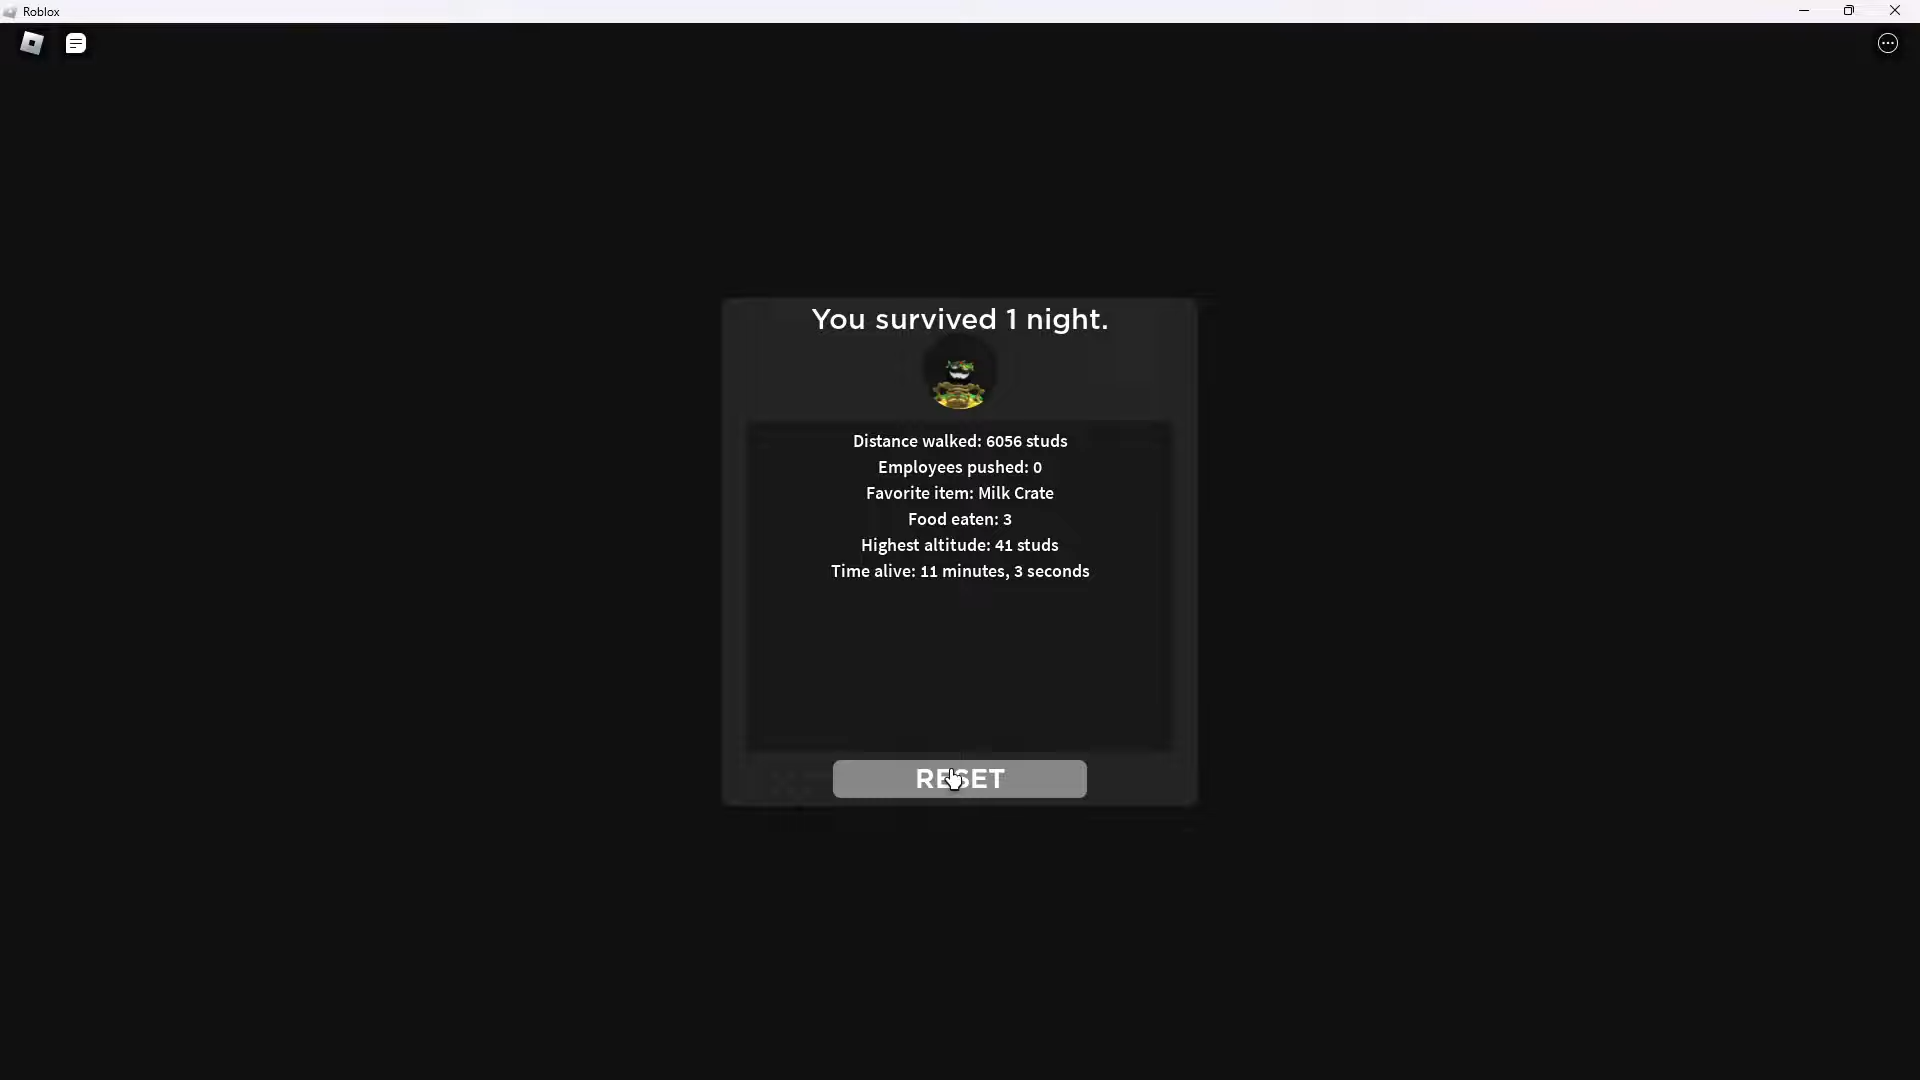 Roblox
You survived 1 night.
Distance walked: 6056 studs
Employees pushed: 0
Favorite item: Milk Crate
Food eaten: 3
Highest altitude: 41 studs
Time alive: 11 minutes, 3 seconds
RESET